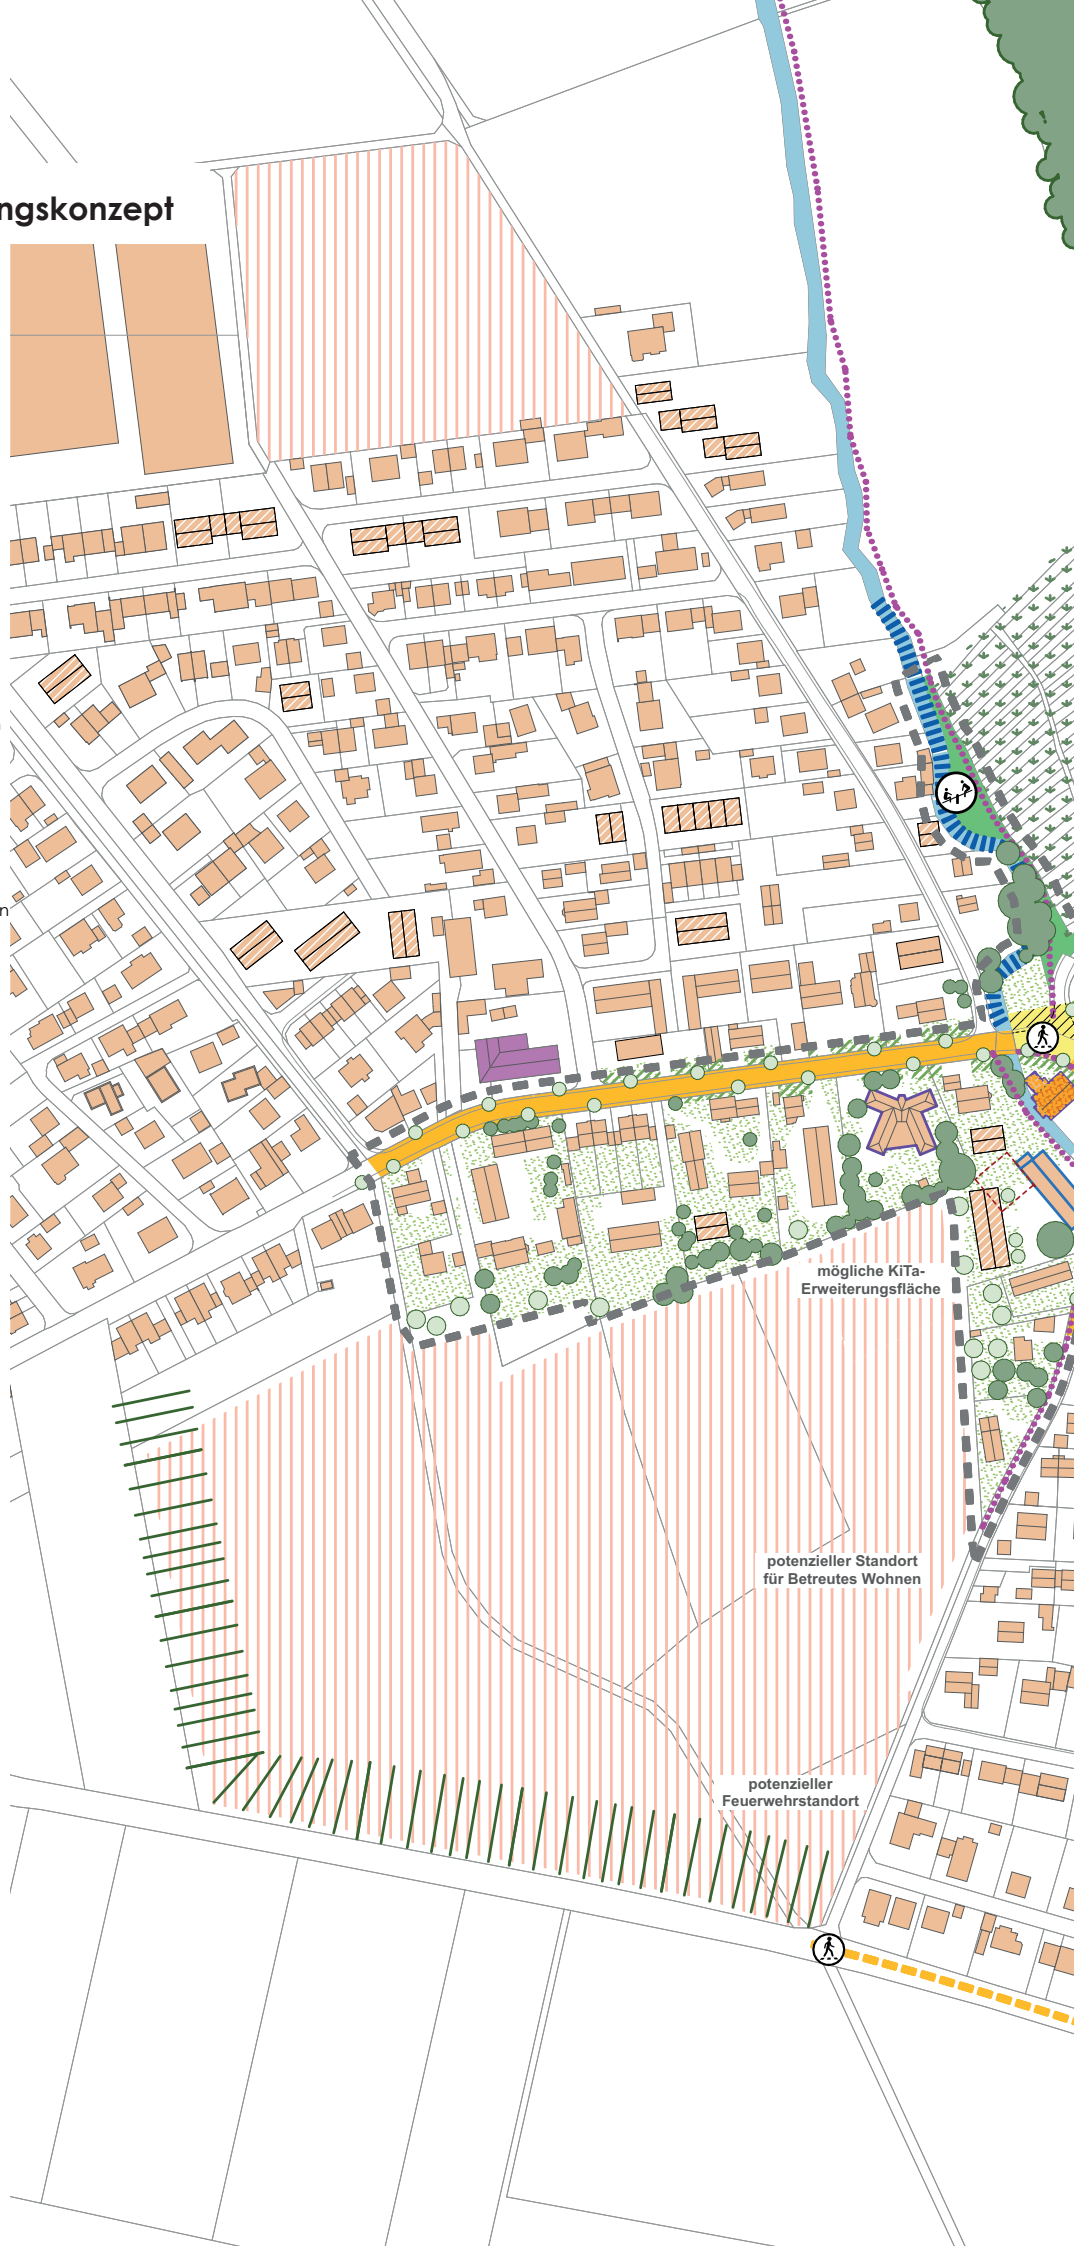 ngskonzept
n
mögliche KiTa-
Erweiterungsfläche
potenzieller Standort
für Betreutes Wohnen
potenzieller
Feuerwehrstandort